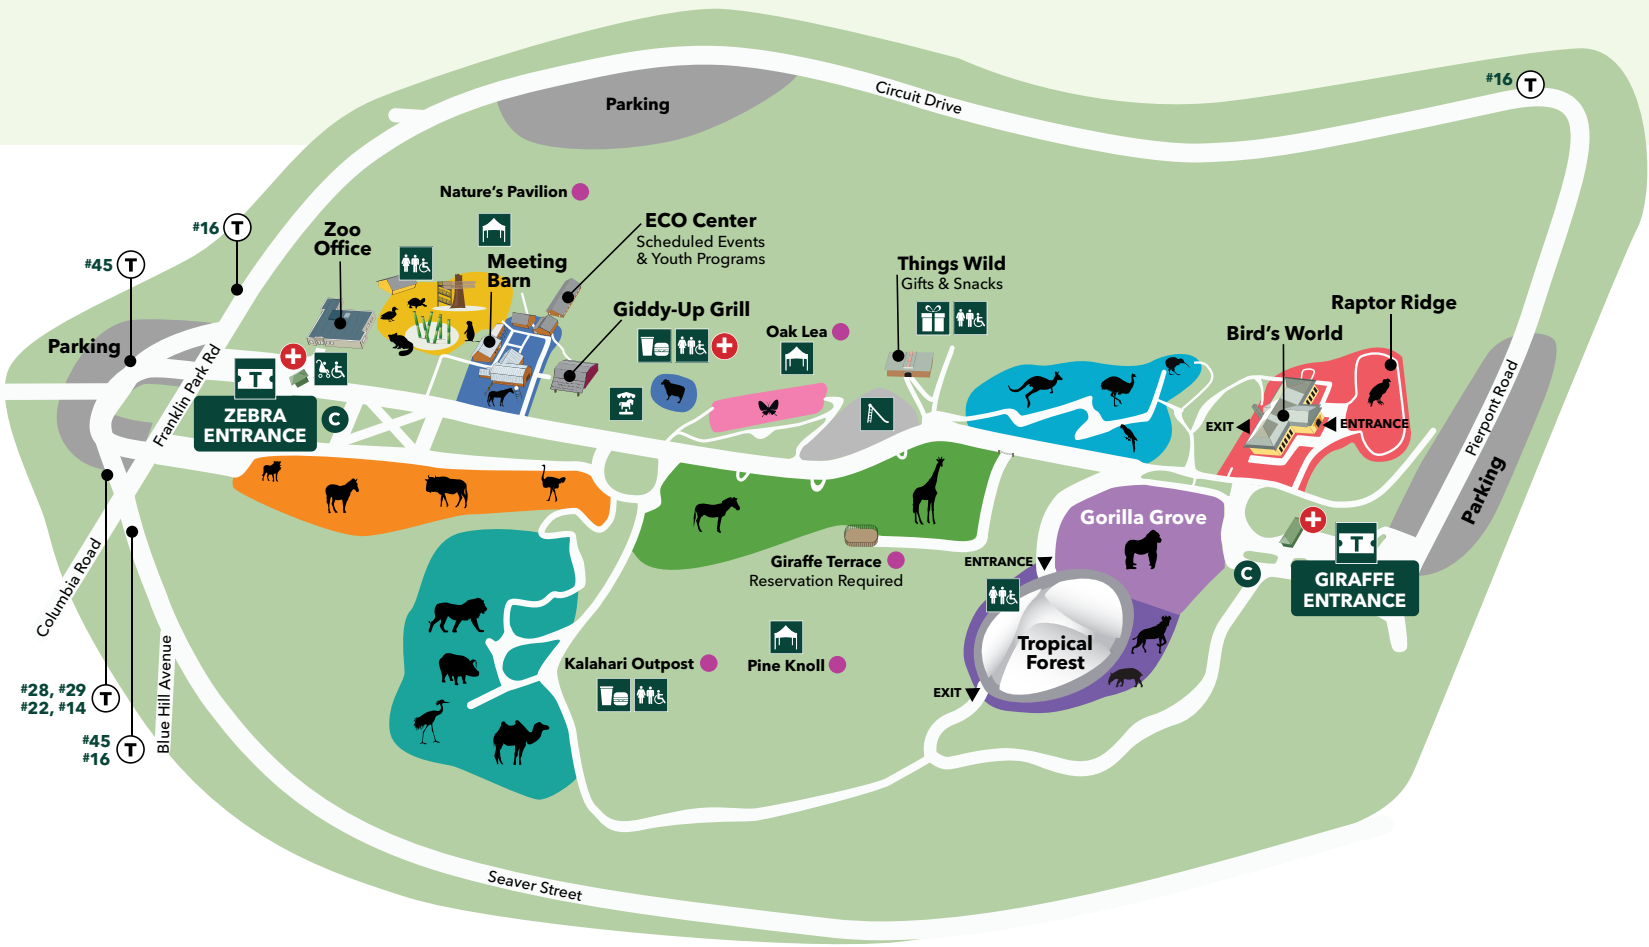 #16
T
Circuit Drive
Parking
Nature's Pavilion
#16
T
#45
T
Zoo
Office
ECO Center
Scheduled Events
& Youth Programs
Meeting
Barn
Things Wild
Gifts & Snacks
Giddy-Up Grill
Oak Lea
Raptor Ridge
Bird's World
Parking
Franklin Park Rd
T
ZEBRA
ENTRANCE
C
EXIT
ENTRANCE
Pierpont Road
Parking
Gorilla Grove
Giraffe Terrace
Reservation Required
ENTRANCE
T
GIRAFFE
ENTRANCE
C
Columbia Road
Tropical
Forest
Kalahari Outpost
Pine Knoll
EXIT
#28, #29
#22, #14
T
Blue Hill Avenue
#45
#16
T
Seaver Street